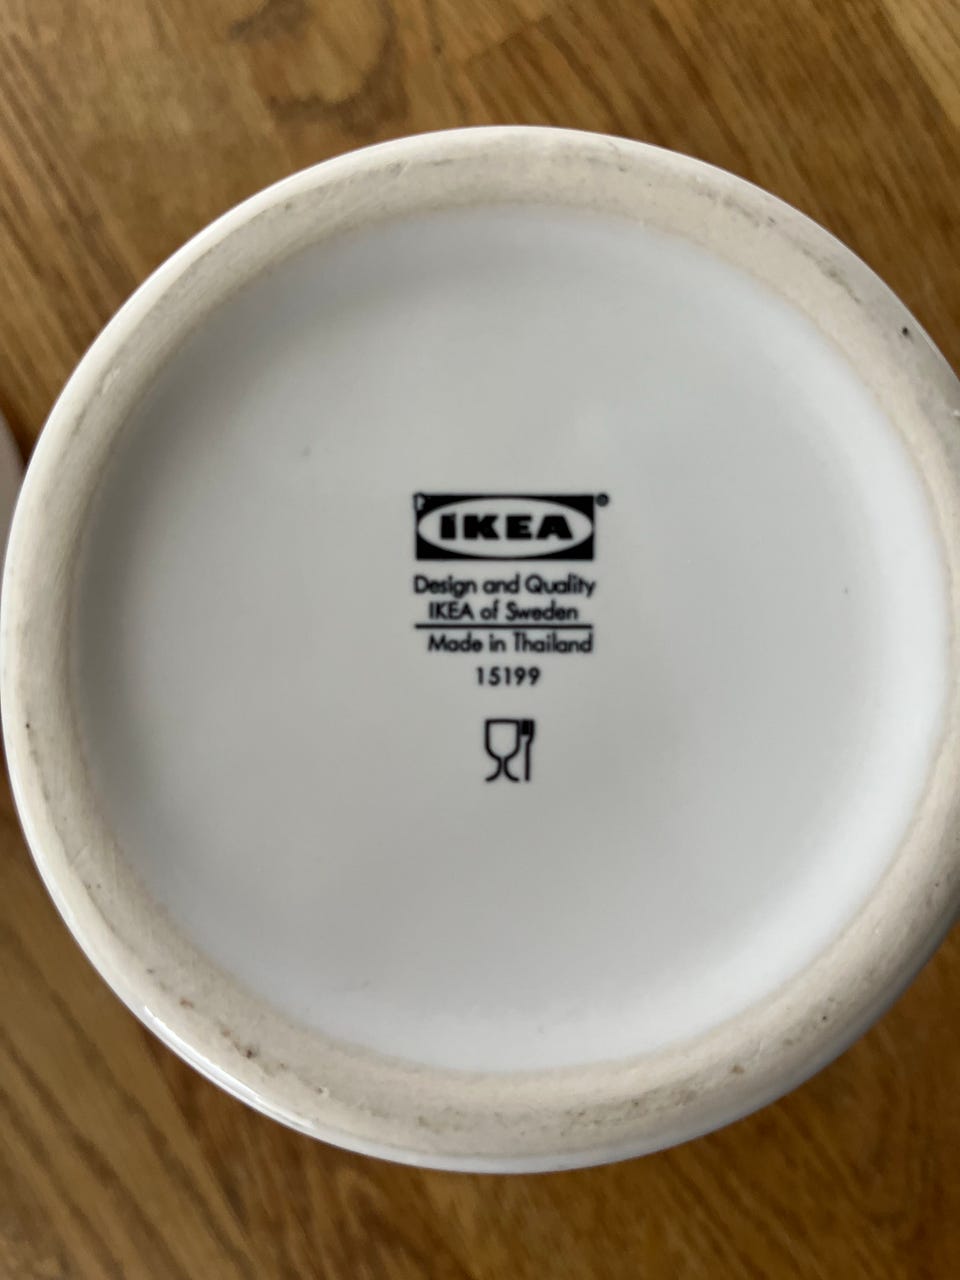 IKEA®
Design and Quality
IKEA of Sweden
Made in Thailand
15199